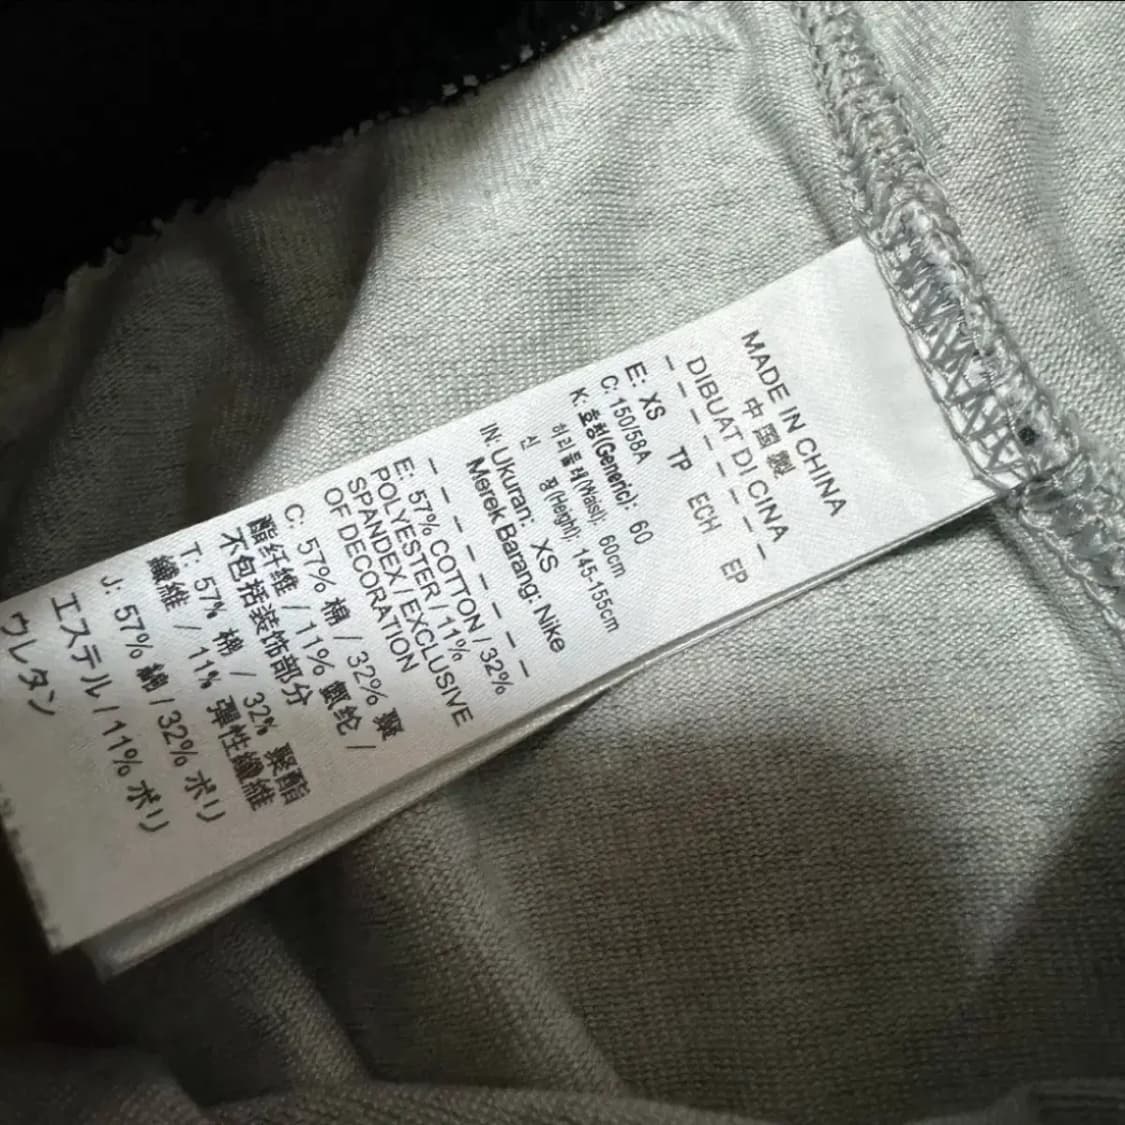 MADE IN CHINA
中國製
DIBUAT DI CINA
E: XS TP ECH EP
C: 150/58A
K: 호칭(Generic): 60
허리둘레(Waist): 60cm
신 장(Height): 145-155cm
IN: Ukuran: XS
Merek Barang: Nike
E: 57% COTTON / 32%
POLYESTER / 11%
SPANDEX / EXCLUSIVE
OF DECORATION
C: 57% 棉 / 32% 聚
酯纤维 / 11% 氨纶 /
不包括装饰部分
T: 57% 棉 / 32% 聚酯
纖維 / 11% 彈性纖維
J: 57% 綿 / 32% ポリ
エステル / 11% ポリ
ウレタン